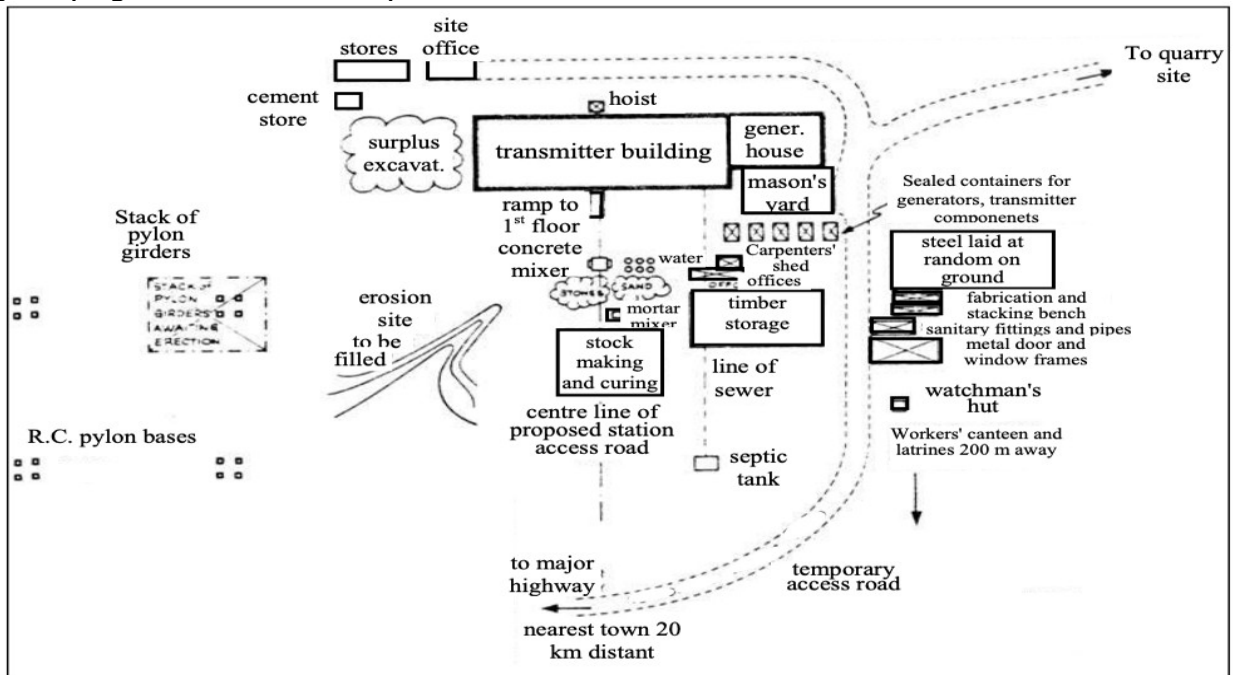 site
office
stores
To quarry
site
cement
store
hoist
surplus
excavat.
transmitter building
gener.
house
mason's
yard
Sealed containers for
generators, transmitter
componenets
Stack of
pylon
girders
ramp to
1st floor
concrete
mixer
water
Carpenters'
shed
offices
steel laid at
random on
ground
STACK OF
PYLON
GIRDERS
AWAITING
ERECTION
erosion
site
to be
filled
STONES
SAND
mortar
mixer
timber
storage
fabrication and
stacking bench
sanitary fittings and pipes
metal door and
window frames
stock
making
and curing
line of
sewer
watchman's
hut
centre line of
proposed station
access road
R.C. pylon bases
Workers' canteen and
latrines 200 m away
septic
tank
to major
highway
temporary
access road
nearest town 20
km distant